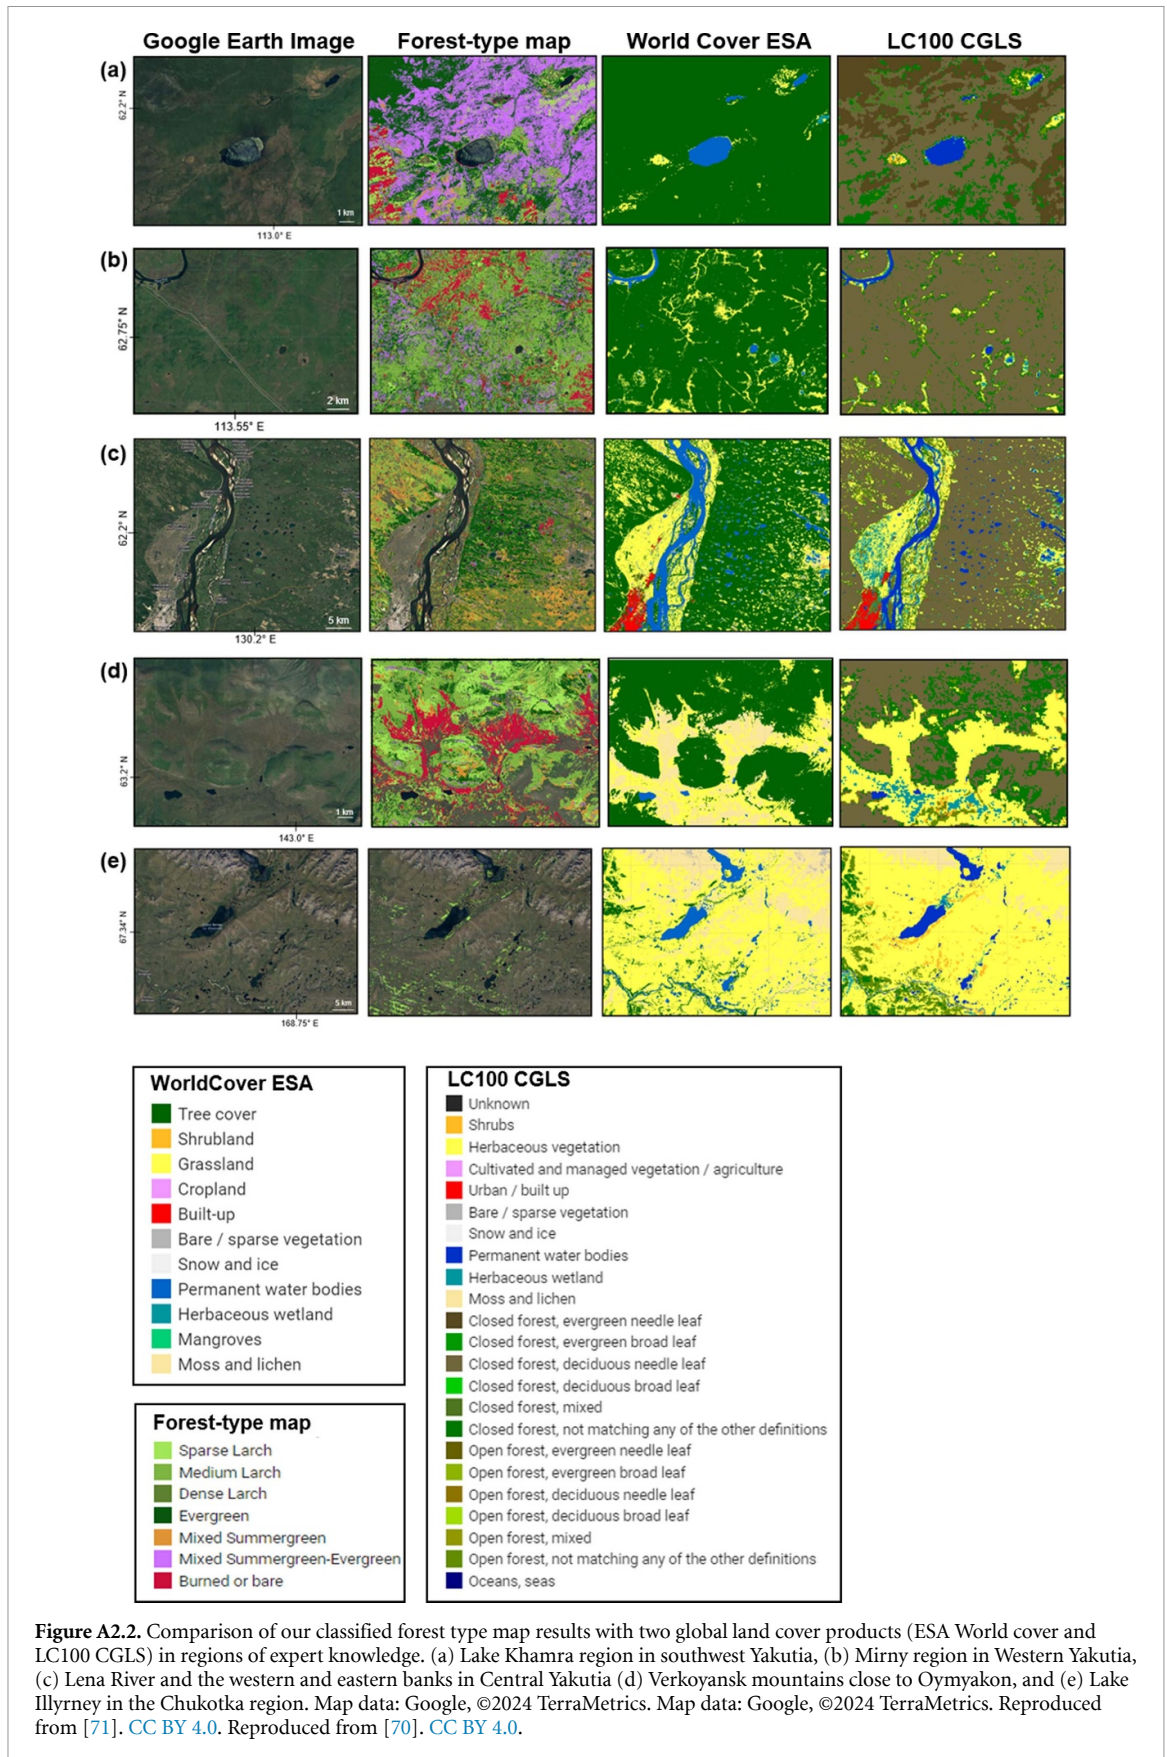 Google Earth Image
Forest-type map
World Cover ESA
LC100 CGLS
(a)
62.2° N
1 km
113.0° E
(b)
62.75° N
2 km
113.55° E
(c)
62.2° N
5 km
130.2° E
(d)
63.2° N
1 km
143.0° E
(e)
67.34° N
5 km
168.75° E
WorldCover ESA
Tree cover
Shrubland
Grassland
Cropland
Built-up
Bare / sparse vegetation
Snow and ice
Permanent water bodies
Herbaceous wetland
Mangroves
Moss and lichen
Forest-type map
Sparse Larch
Medium Larch
Dense Larch
Evergreen
Mixed Summergreen
Mixed Summergreen-Evergreen
Burned or bare
LC100 CGLS
Unknown
Shrubs
Herbaceous vegetation
Cultivated and managed vegetation / agriculture
Urban / built up
Bare / sparse vegetation
Snow and ice
Permanent water bodies
Herbaceous wetland
Moss and lichen
Closed forest, evergreen needle leaf
Closed forest, evergreen broad leaf
Closed forest, deciduous needle leaf
Closed forest, deciduous broad leaf
Closed forest, mixed
Closed forest, not matching any of the other definitions
Open forest, evergreen needle leaf
Open forest, evergreen broad leaf
Open forest, deciduous needle leaf
Open forest, deciduous broad leaf
Open forest, mixed
Open forest, not matching any of the other definitions
Oceans, seas
Figure A2.2. Comparison of our classified forest type map results with two global land cover products (ESA World cover and
LC100 CGLS) in regions of expert knowledge. (a) Lake Khamra region in southwest Yakutia, (b) Mirny region in Western Yakutia,
(c) Lena River and the western and eastern banks in Central Yakutia (d) Verkoyansk mountains close to Oymyakon, and (e) Lake
Illyrney in the Chukotka region. Map data: Google, ©2024 TerraMetrics. Map data: Google, ©2024 TerraMetrics. Reproduced
from [71]. CC BY 4.0. Reproduced from [70]. CC BY 4.0.